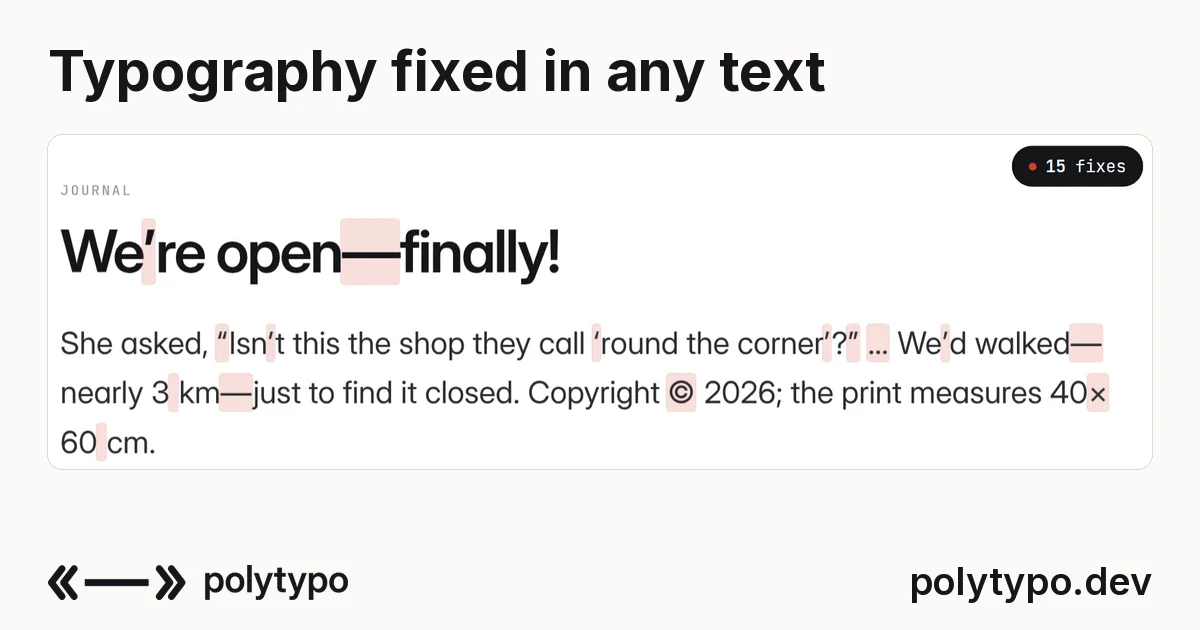 Typography fixed in any text
15 fixes
JOURNAL
We’re open—finally!
She asked, “Isn’t this the shop they call ‘round the corner’?” … We’d walked—
nearly 3 km—just to find it closed. Copyright © 2026; the print measures 40×
60 cm.
polytypo
polytypo.dev